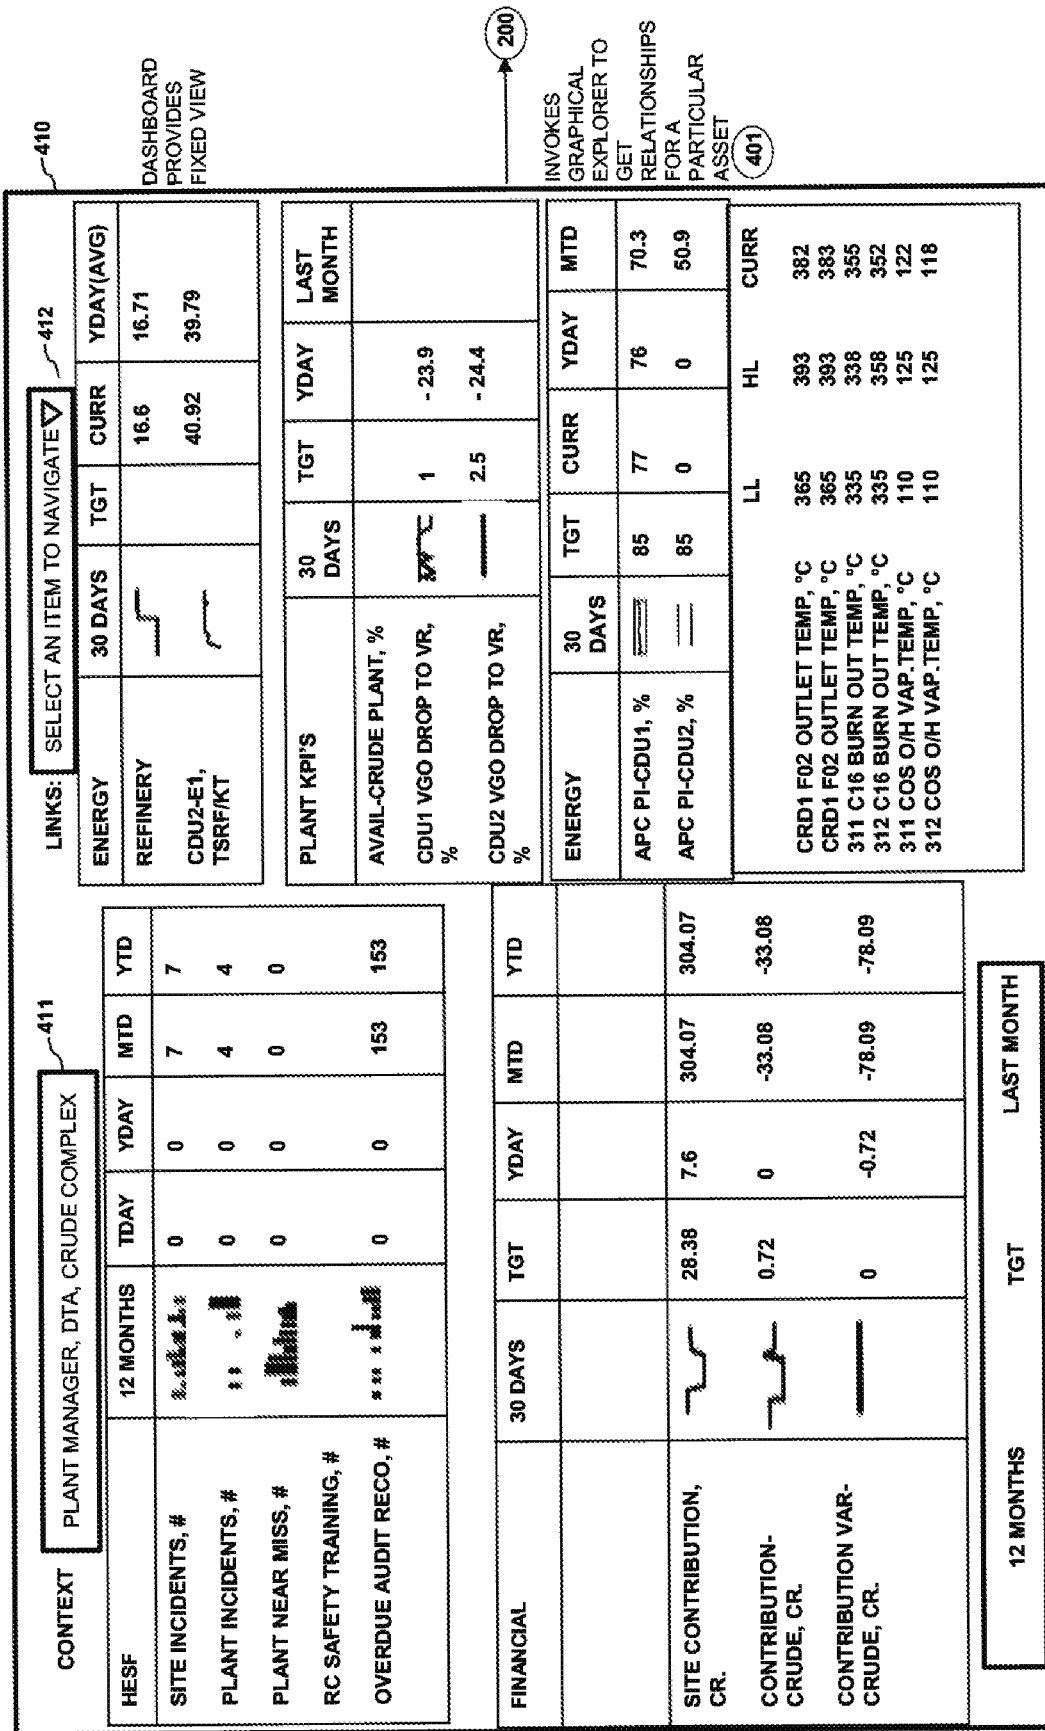 CONTEXT PLANT MANAGER, DTA, CRUDE COMPLEX 411
LINKS: SELECT AN ITEM TO NAVIGATE 412
410
HESF 12 MONTHS TDAY YDAY MTD YTD
SITE INCIDENTS, # 0 0 7 7
PLANT INCIDENTS, # 0 0 4 4
PLANT NEAR MISS, # 0 0 0 0
RC SAFETY TRAINING, #
OVERDUE AUDIT RECO, # 0 0 153 153
FINANCIAL 30 DAYS TGT YDAY MTD YTD
SITE CONTRIBUTION, 28.38 7.6 304.07 304.07
CR.
CONTRIBUTION- 0.72 0 -33.08 -33.08
CRUDE, CR.
CONTRIBUTION VAR- 0 -0.72 -78.09 -78.09
CRUDE, CR.
12 MONTHS TGT LAST MONTH
ENERGY 30 DAYS TGT CURR YDAY(AVG)
REFINERY 16.6 16.71
CDU2-E1, 40.92 39.79
TSRF/KT
PLANT KPI'S 30 TGT YDAY LAST
DAYS MONTH
AVAIL-CRUDE PLANT, %
CDU1 VGO DROP TO VR, 1 - 23.9
%
CDU2 VGO DROP TO VR, 2.5 - 24.4
%
ENERGY 30 TGT CURR YDAY MTD
DAYS
APC PI-CDU1, % 85 77 76 70.3
APC PI-CDU2, % 85 0 0 50.9
LL HL CURR
CRD1 F02 OUTLET TEMP, °C 365 393 382
CRD1 F02 OUTLET TEMP, °C 365 393 383
311 C16 BURN OUT TEMP, °C 335 338 355
312 C16 BURN OUT TEMP, °C 335 358 352
311 COS O/H VAP.TEMP, °C 110 125 122
312 COS O/H VAP.TEMP, °C 110 125 118
DASHBOARD
PROVIDES
FIXED VIEW
200
INVOKES
GRAPHICAL
EXPLORER TO
GET
RELATIONSHIPS
FOR A
PARTICULAR
ASSET
401